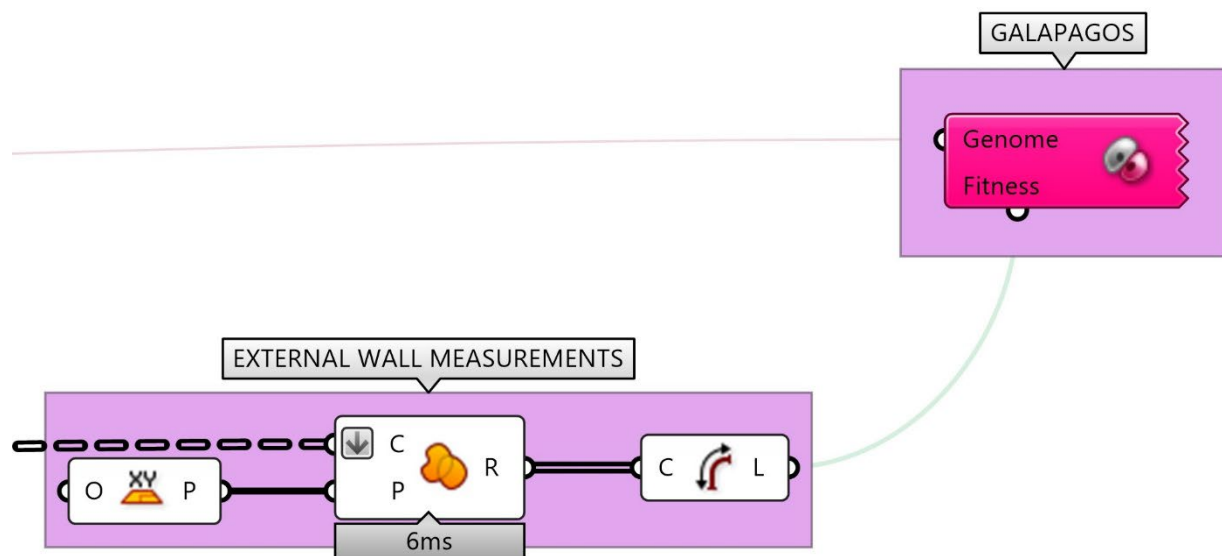 GALAPAGOS
Genome
Fitness
EXTERNAL WALL MEASUREMENTS
C
O XY P
P
R
C L
6ms